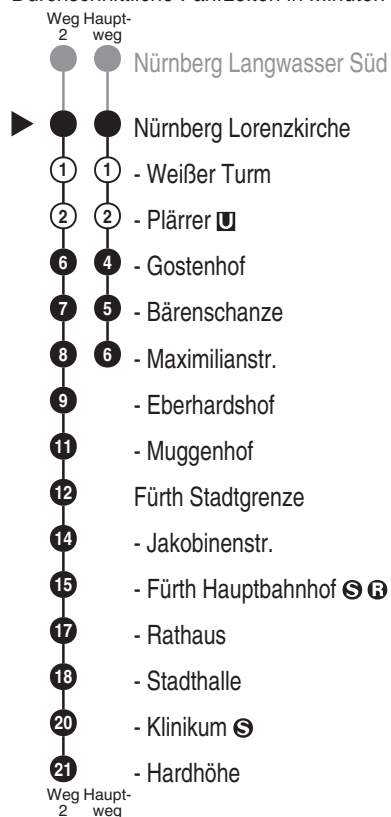 Durchschnittliche Fahrzeiten in Minuten
Weg Haupt-
2 weg
Nürnberg Langwasser Süd
Nürnberg Lorenzkirche
1 1 - Weißer Turm
2 2 - Plärrer U
6 4 - Gostenhof
7 5 - Bärenschanze
8 6 - Maximilianstr.
9 - Eberhardshof
11 - Muggenhof
12 Fürth Stadtgrenze
14 - Jakobinenstr.
15 - Fürth Hauptbahnhof S R
17 - Rathaus
18 - Stadthalle
20 - Klinikum S
21 - Hardhöhe
Weg Haupt-
2 weg